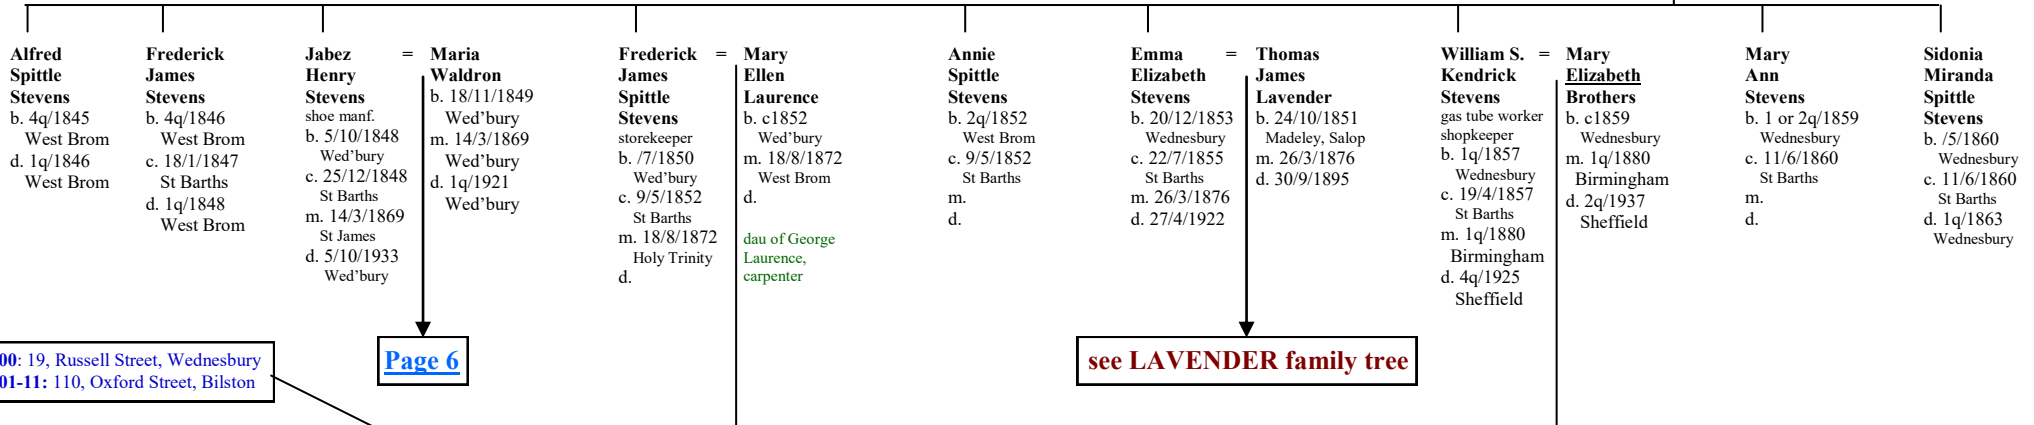 Alfred
Spittle
Stevens
b. 4q/1845
West Brom
d. 1q/1846
West Brom
Frederick
James
Stevens
b. 4q/1846
West Brom
c. 18/1/1847
St Barths
d. 1q/1848
West Brom
Jabez =
Henry
Stevens
shoe manf.
b. 5/10/1848
Wed’bury
c. 25/12/1848
St Barths
m. 14/3/1869
St James
d. 5/10/1933
Wed’bury
Maria
Waldron
b. 18/11/1849
Wed’bury
m. 14/3/1869
Wed’bury
d. 1q/1921
Wed’bury
Frederick =
James
Spittle
Stevens
storekeeper
b. /7/1850
Wed’bury
c. 9/5/1852
St Barths
m. 18/8/1872
Holy Trinity
d.
Mary
Ellen
Laurence
b. c1852
Wed’bury
m. 18/8/1872
West Brom
d.
dau of George
Laurence,
carpenter
Annie
Spittle
Stevens
b. 2q/1852
West Brom
c. 9/5/1852
St Barths
m.
d.
Emma =
Elizabeth
Stevens
b. 20/12/1853
Wednesbury
c. 22/7/1855
St Barths
m. 26/3/1876
d. 27/4/1922
Thomas
James
Lavender
b. 24/10/1851
Madeley, Salop
m. 26/3/1876
d. 30/9/1895
William S. =
Kendrick
Stevens
gas tube worker
shopkeeper
b. 1q/1857
Wednesbury
c. 19/4/1857
St Barths
m. 1q/1880
Birmingham
d. 4q/1925
Sheffield
Mary
Elizabeth
Brothers
b. c1859
Wednesbury
m. 1q/1880
Birmingham
d. 2q/1937
Sheffield
Mary
Ann
Stevens
b. 1 or 2q/1859
Wednesbury
c. 11/6/1860
St Barths
m.
d.
Sidonia
Miranda
Spittle
Stevens
b. /5/1860
Wednesbury
c. 11/6/1860
St Barths
d. 1q/1863
Wednesbury
00: 19, Russell Street, Wednesbury
01-11: 110, Oxford Street, Bilston
Page 6
see LAVENDER family tree